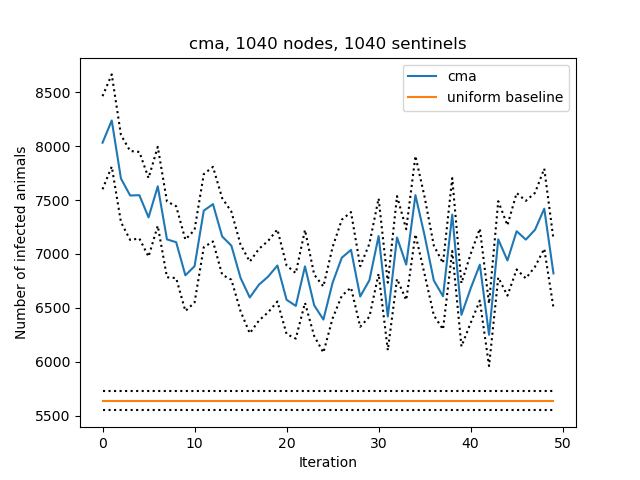 cma, 1040 nodes, 1040 sentinels
cma
uniform baseline
Number of infected animals
8500
8000
7500
7000
6500
6000
5500
0 10 20 30 40 50
Iteration